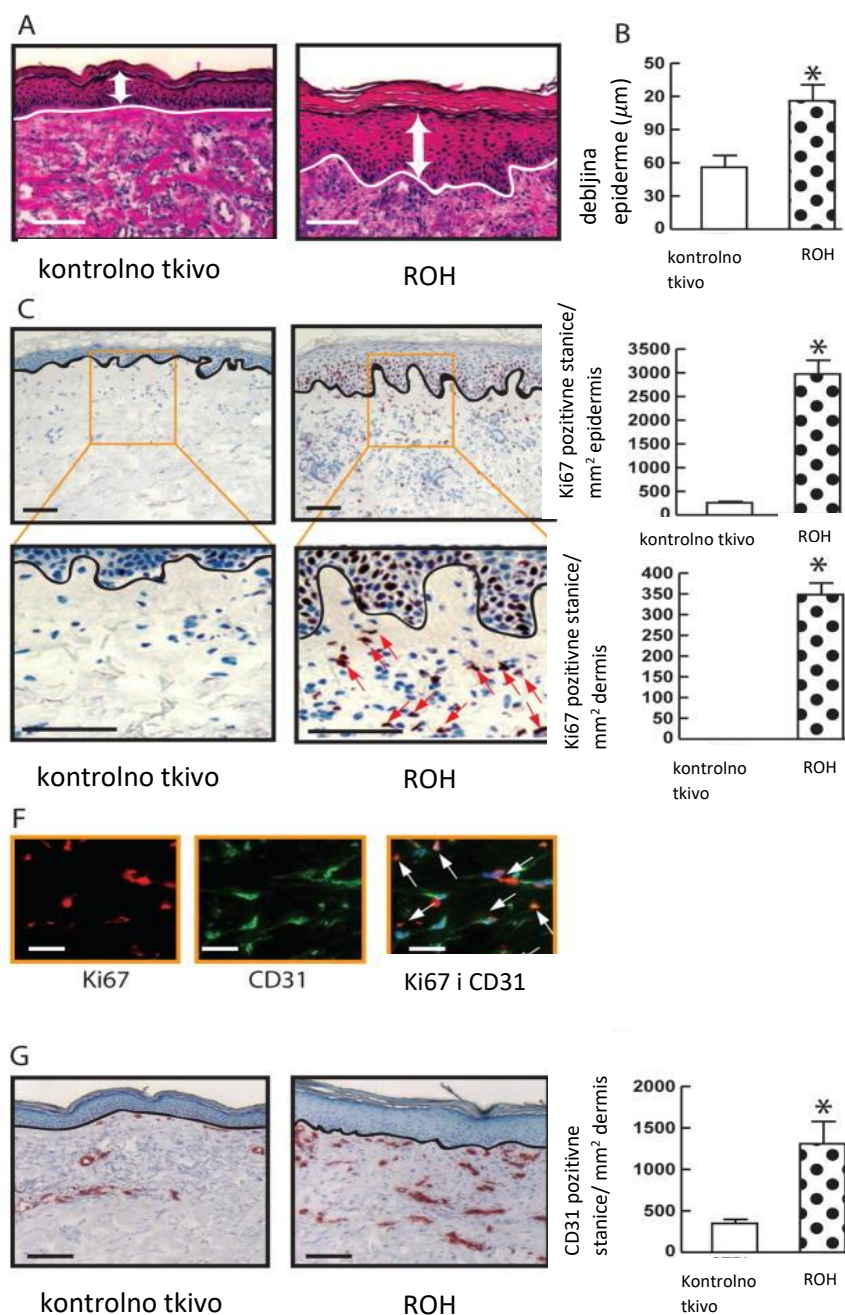 A
kontrolno tkivo
ROH
B
debljina
epiderme (µm)
50
20
90
60
30
0
*
kontrolno
tkivo
ROH
C
kontrolno tkivo
ROH
Ki67 pozitivne stanice/
mm² epidermis
3500
3000
2500
2000
1500
1000
500
0
*
kontrolno tkivo
ROH
Ki67 pozitivne stanice/
mm² dermis
400
350
300
250
200
150
100
50
0
*
kontrolno
tkivo
ROH
F
Ki67
CD31
Ki67 i CD31
G
kontrolno tkivo
ROH
CD31 pozitivne
stanice/ mm² dermis
2000
1500
1000
500
0
*
Kontrolno
tkivo
ROH